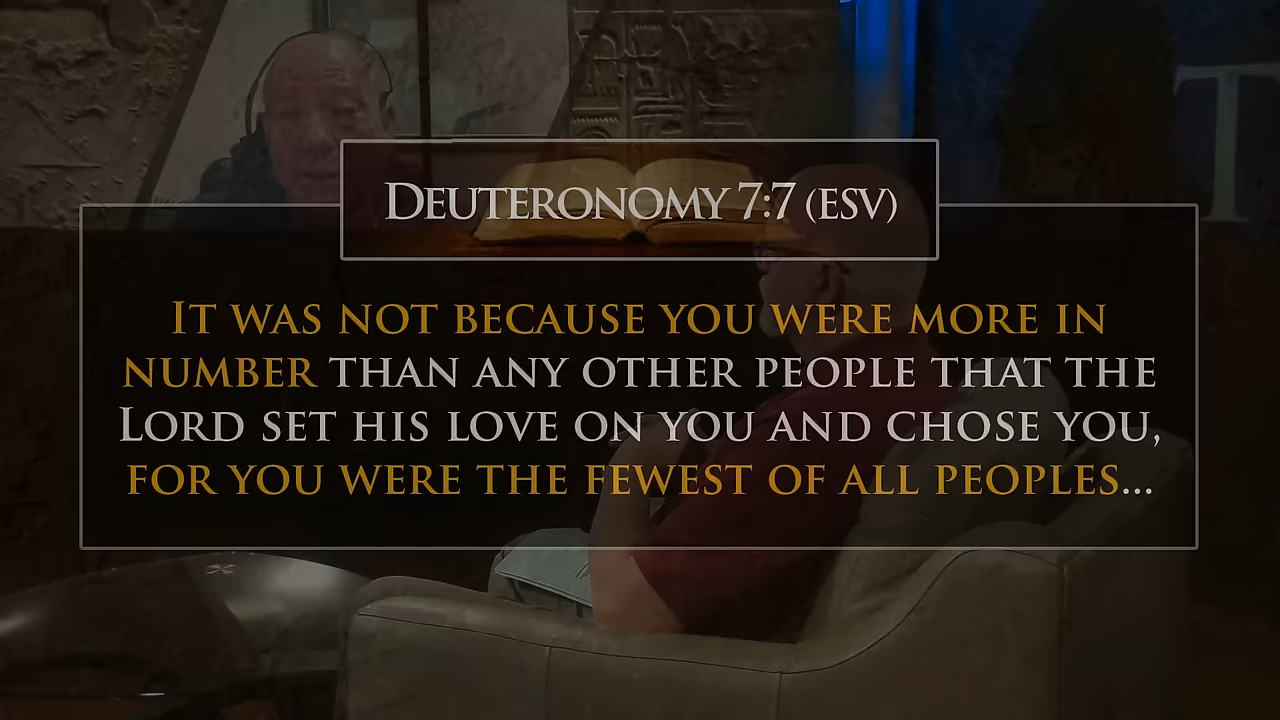 Deuteronomy 7:7 (ESV)
It was not because you were more in
number than any other people that the
Lord set his love on you and chose you,
for you were the fewest of all peoples...